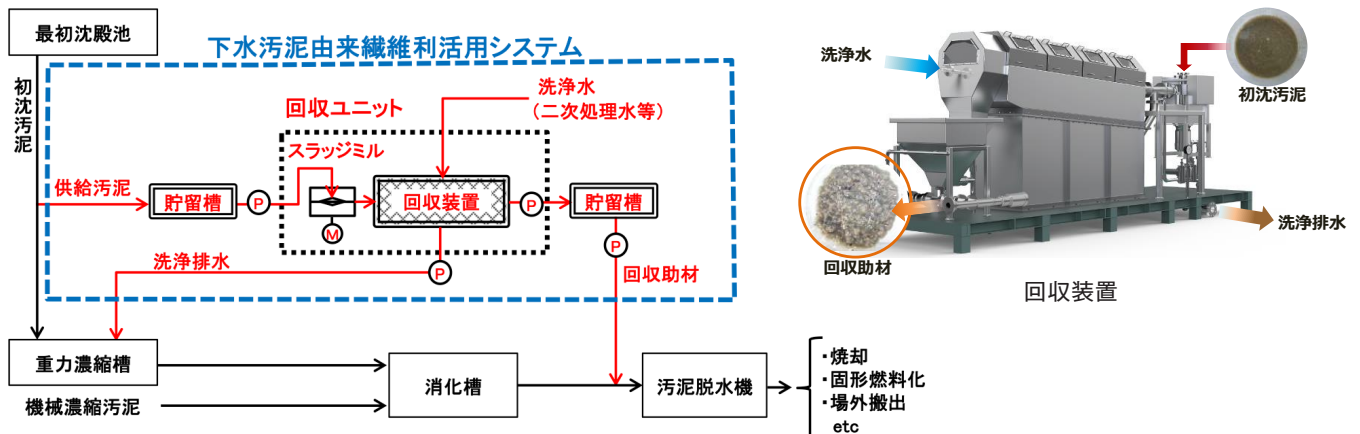 最初沈殿池
下水汚泥由来繊維利活用システム
初沈汚泥
洗浄水
(二次処理水等)
回収ユニット
スラッジミル
供給汚泥
貯留槽
P
M
回収装置
P
貯留槽
P
P
洗浄排水
回収助材
重力濃縮槽
機械濃縮汚泥
消化槽
汚泥脱水機
・焼却
・固形燃料化
・場外搬出
etc
洗浄水
初沈汚泥
回収助材
洗浄排水
回収装置